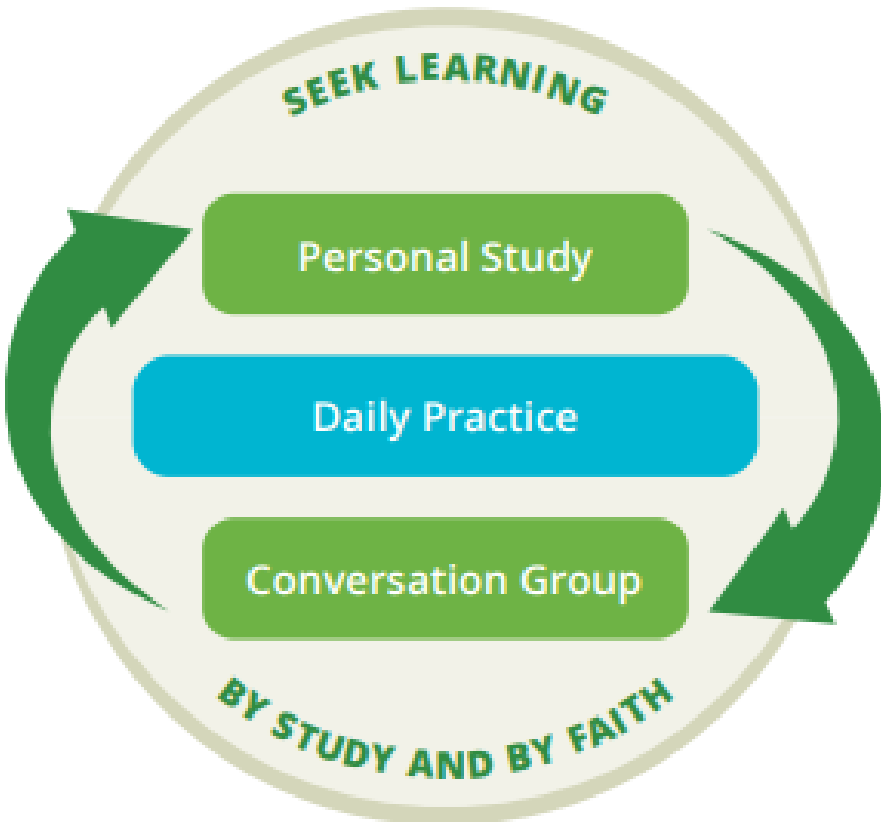 SEEK LEARNING
Personal Study
Daily Practice
Conversation Group
BY STUDY AND BY FAITH